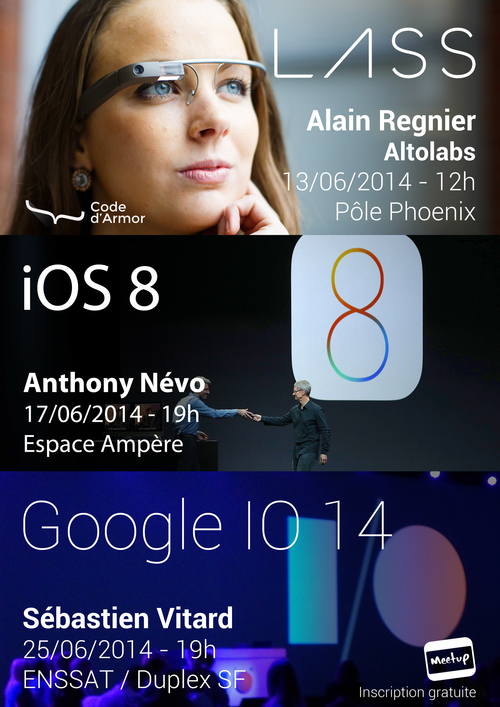 LASS
Alain Regnier
Altolabs
13/06/2014 - 12h
Pôle Phoenix
Code
d'Armor
iOS 8
8
Anthony Névo
17/06/2014 - 19h
Espace Ampère
Google IO 14
Sébastien Vitard
25/06/2014 - 19h
ENSSAT / Duplex SF
Meetup
Inscription gratuite